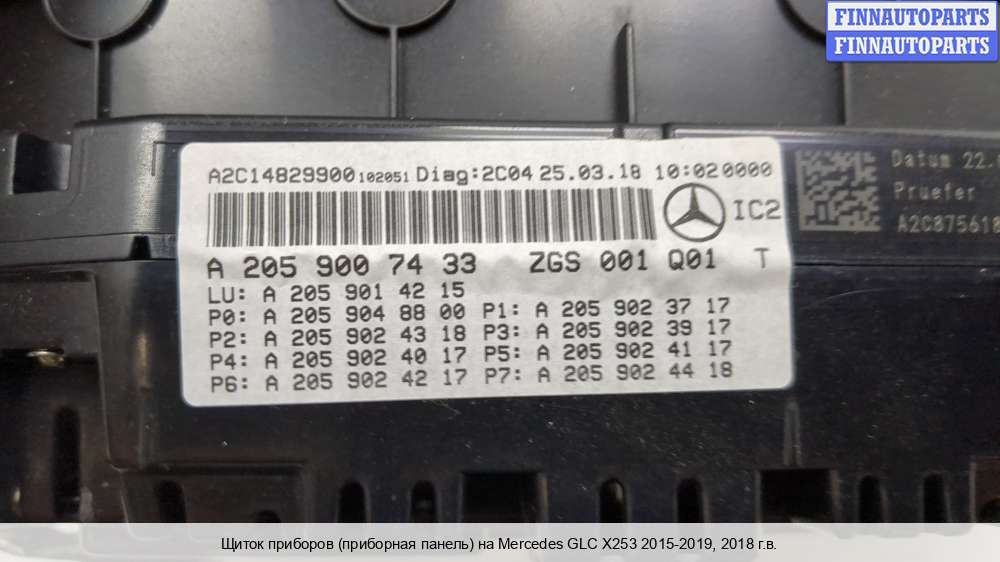 FINNAUTOPARTS
FINNAUTOPARTS
A2C14829900 102051 Diag:2C04 25.03.18 10:02 0000
IC2
A 205 900 74 33 ZGS 001 Q01 T
LU: A 205 901 42 15
P0: A 205 904 88 00 P1: A 205 902 37 17
P2: A 205 902 43 18 P3: A 205 902 39 17
P4: A 205 902 40 17 P5: A 205 902 41 17
P6: A 205 902 42 17 P7: A 205 902 44 18
Datum 22.
Pruefer
A2C875618
Щиток приборов (приборная панель) на Mercedes GLC X253 2015-2019, 2018 г.в.